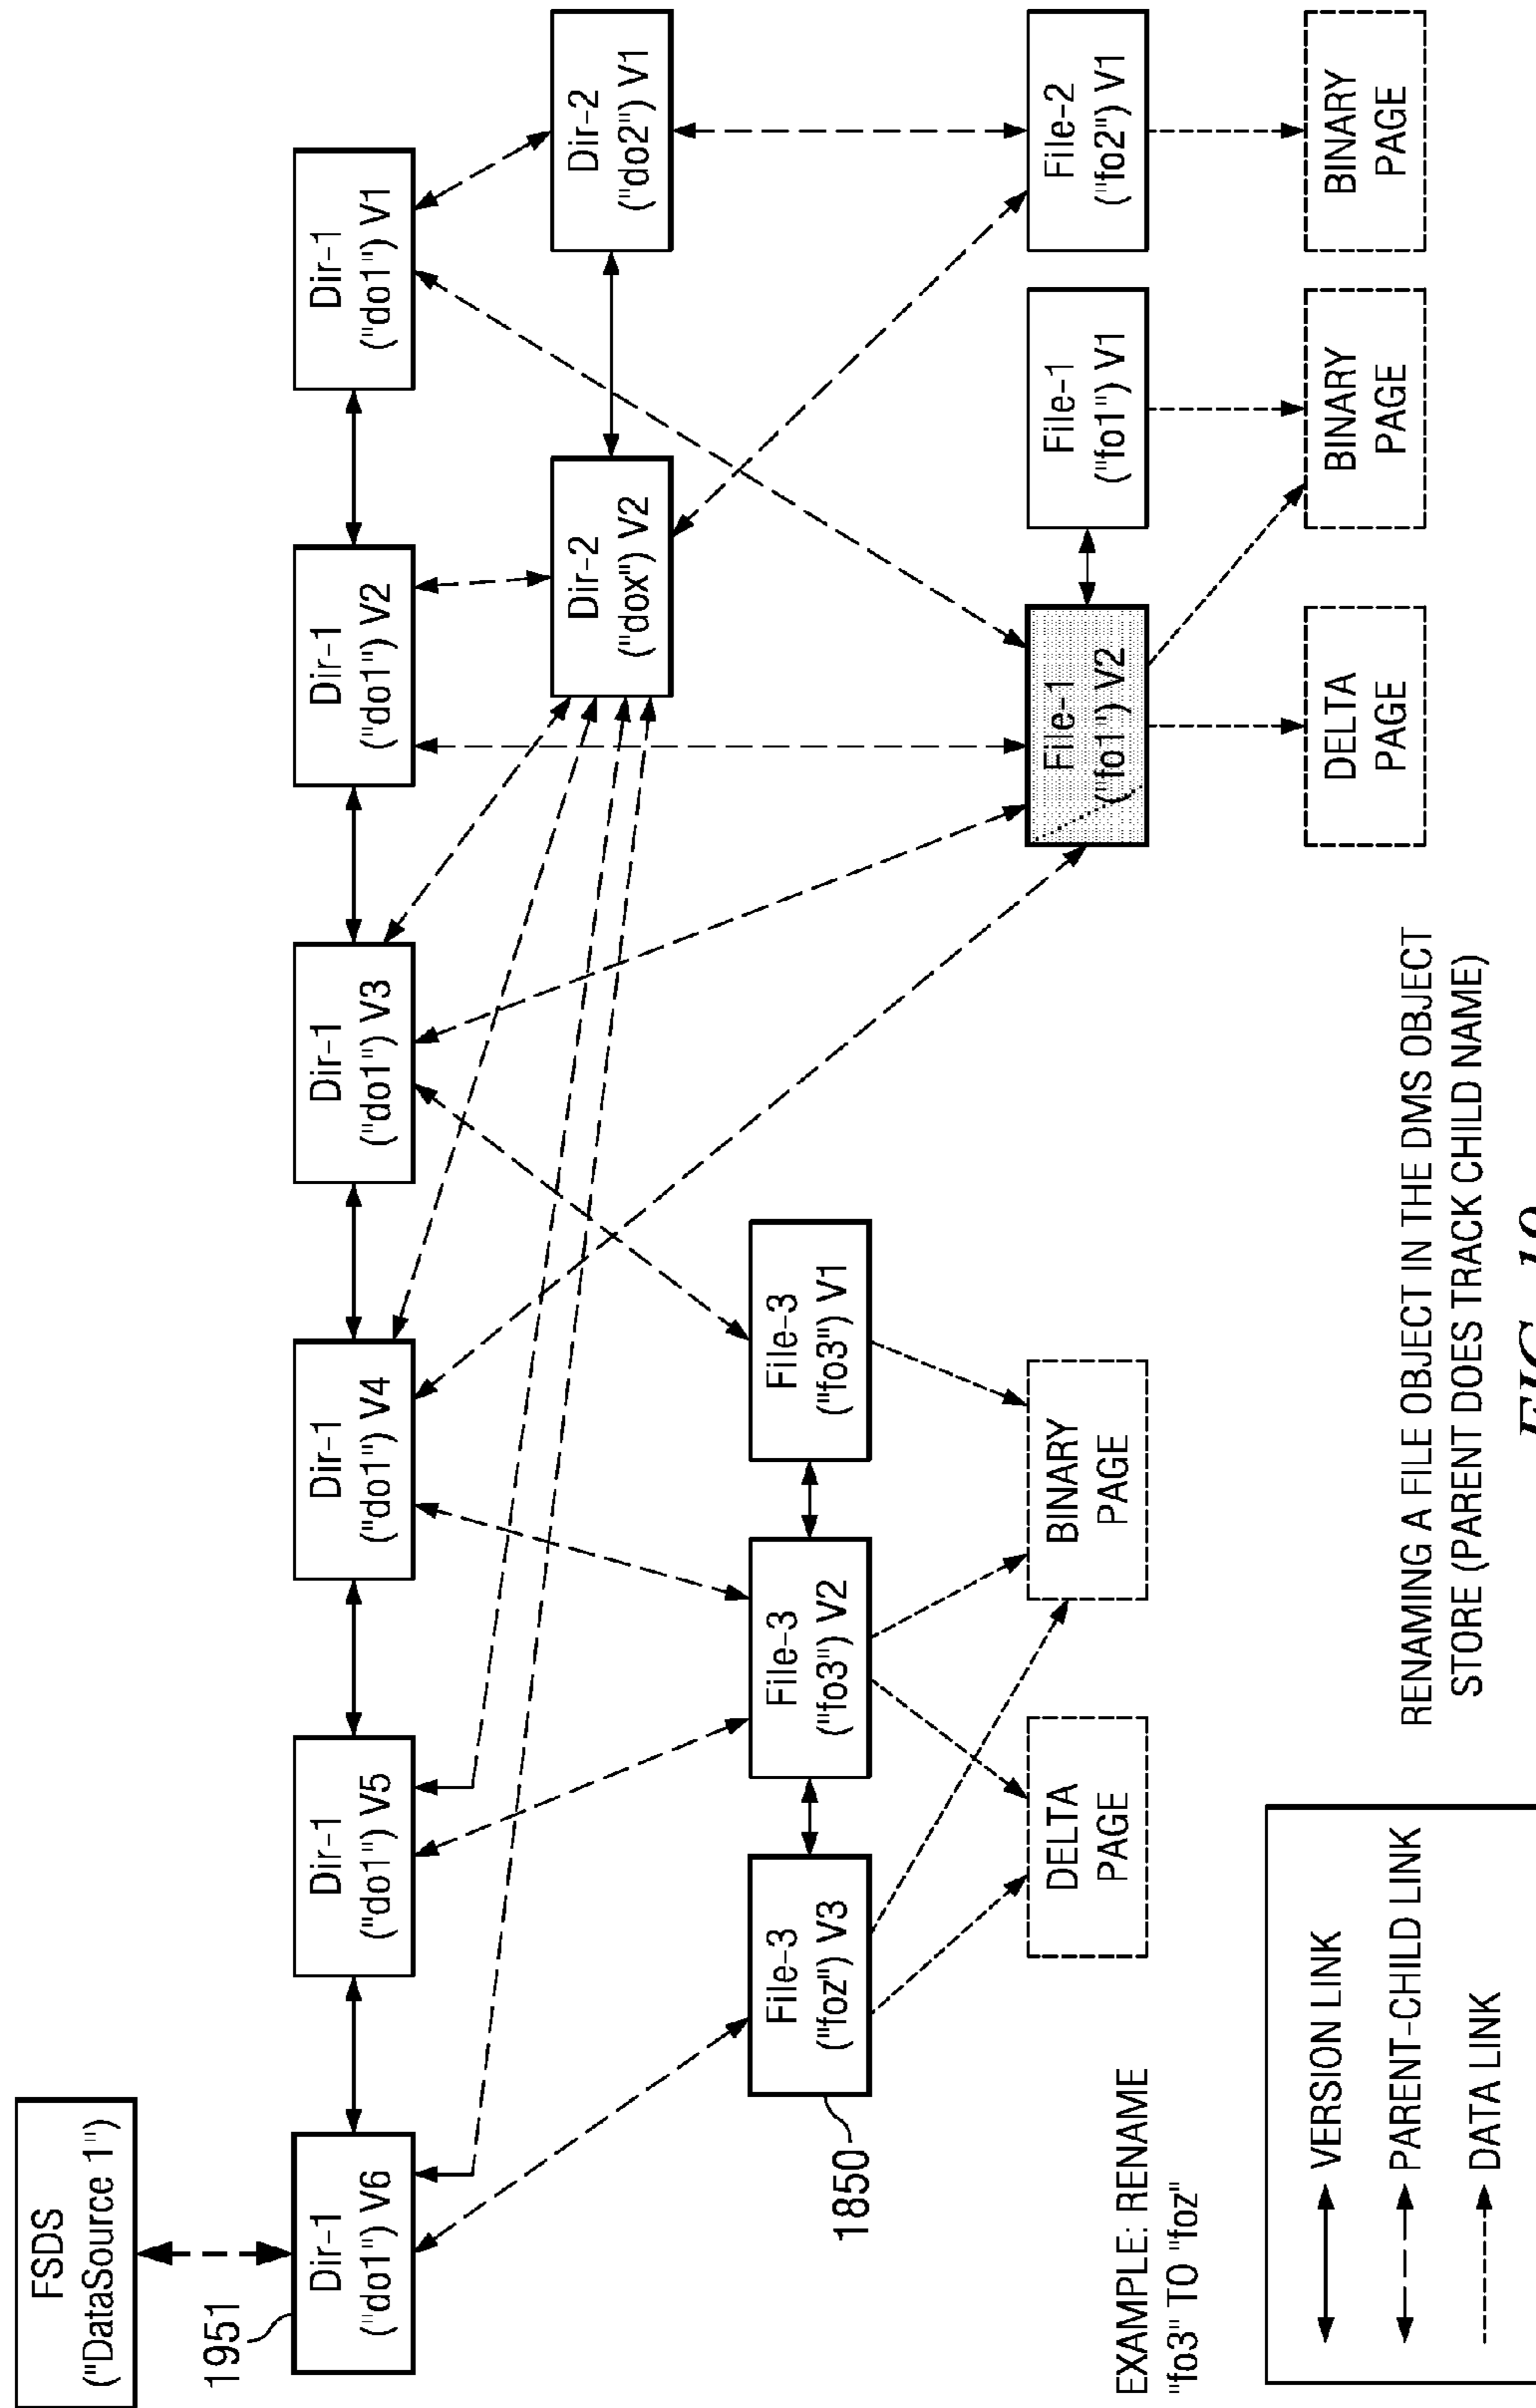 FSDS
("DataSource 1")
1951
Dir-1
("do1") V6
Dir-1
("do1") V5
Dir-1
("do1") V4
Dir-1
("do1") V3
Dir-1
("do1") V2
Dir-1
("do1") V1
Dir-2
("dox") V2
Dir-2
("do2") V1
1850
File-3
("foz") V3
File-3
("fo3") V2
File-3
("fo3") V1
File-1
("fo1") V2
File-1
("fo1") V1
File-2
("fo2") V1
DELTA
PAGE
BINARY
PAGE
DELTA
PAGE
BINARY
PAGE
BINARY
PAGE
EXAMPLE: RENAME
"fo3" TO "foz"
VERSION LINK
PARENT-CHILD LINK
DATA LINK
RENAMING A FILE OBJECT IN THE DMS OBJECT
STORE (PARENT DOES TRACK CHILD NAME)
FIG. 19